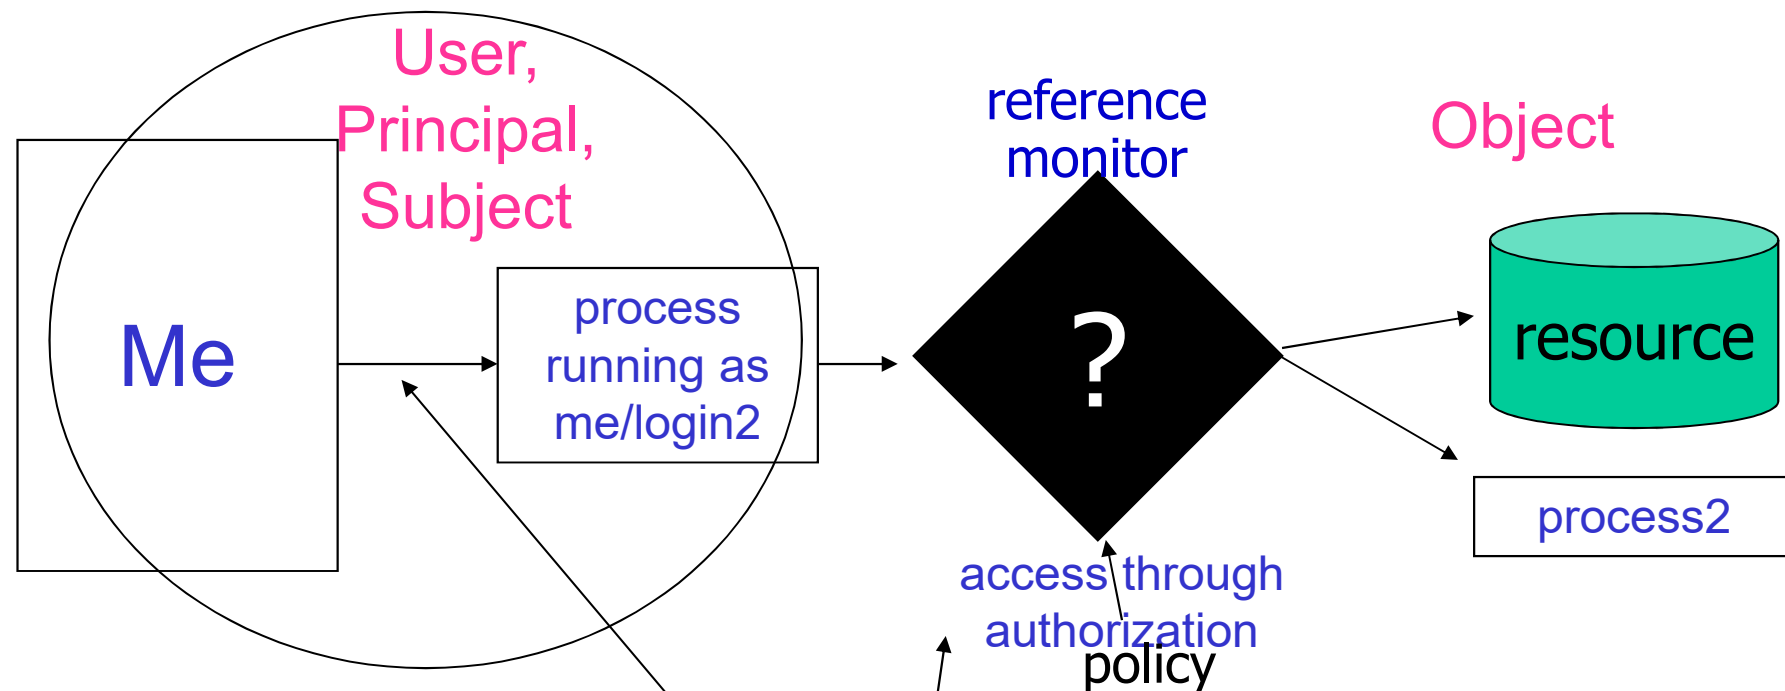 User,
Principal,
Subject
Me
process
running as
me/login2
reference
monitor
?
access through
authorization
policy
Object
resource
process2